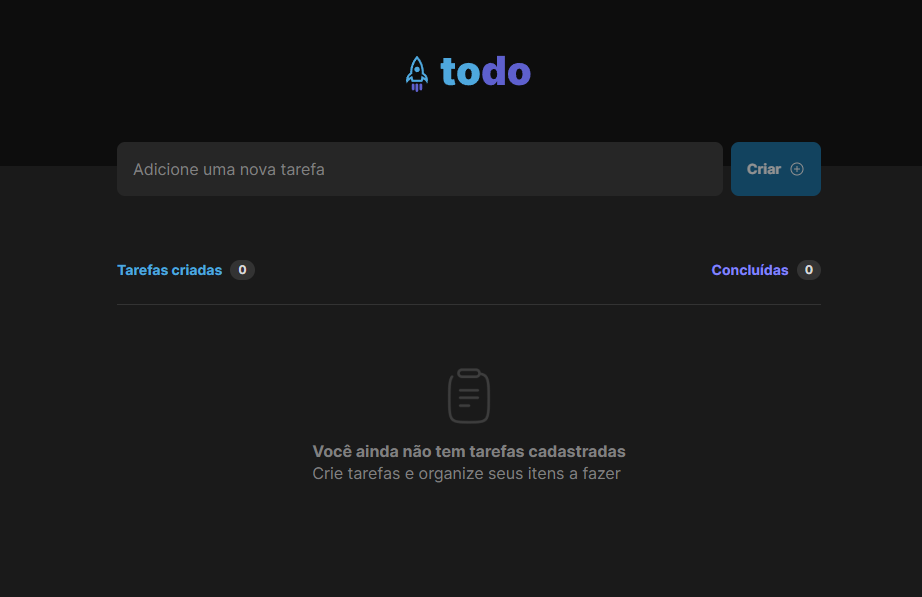 todo
Adicione uma nova tarefa
Criar
Tarefas criadas 0
Concluídas 0
Você ainda não tem tarefas cadastradas
Crie tarefas e organize seus itens a fazer